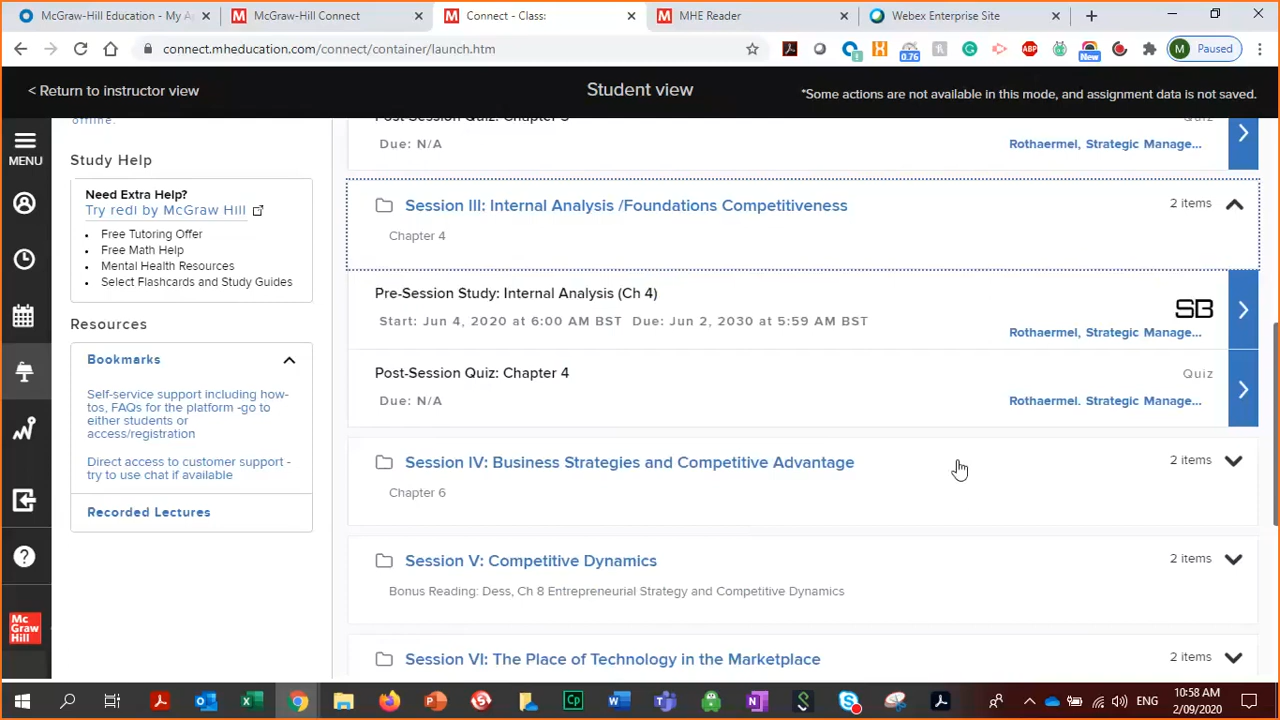 McGraw-Hill Education - My A
McGraw-Hill Connect
Connect - Class:
MHE Reader
Webex Enterprise Site
connect.mheducation.com/connect/container/launch.htm
0.76
ABP
New
M Paused
< Return to instructor view
Student view
*Some actions are not available in this mode, and assignment data is not saved.
MENU
offline.
Study Help
Need Extra Help?
Try redI by McGraw Hill
• Free Tutoring Offer
• Free Math Help
• Mental Health Resources
• Select Flashcards and Study Guides
Resources
Bookmarks
Self-service support including how-
tos, FAQs for the platform -go to
either students or
access/registration
Direct access to customer support -
try to use chat if available
Recorded Lectures
Mc
Graw
Hill
Quiz
Due: N/A
Rothaermel, Strategic Manage...
Session III: Internal Analysis /Foundations Competitiveness
2 items
Chapter 4
Pre-Session Study: Internal Analysis (Ch 4)
SB
Start: Jun 4, 2020 at 6:00 AM BST Due: Jun 2, 2030 at 5:59 AM BST
Rothaermel, Strategic Manage...
Post-Session Quiz: Chapter 4
Quiz
Due: N/A
Rothaermel. Strategic Manage...
Session IV: Business Strategies and Competitive Advantage
2 items
Chapter 6
Session V: Competitive Dynamics
2 items
Bonus Reading: Dess, Ch 8 Entrepreneurial Strategy and Competitive Dynamics
Session VI: The Place of Technology in the Marketplace
2 items
ENG
10:58 AM
2/09/2020